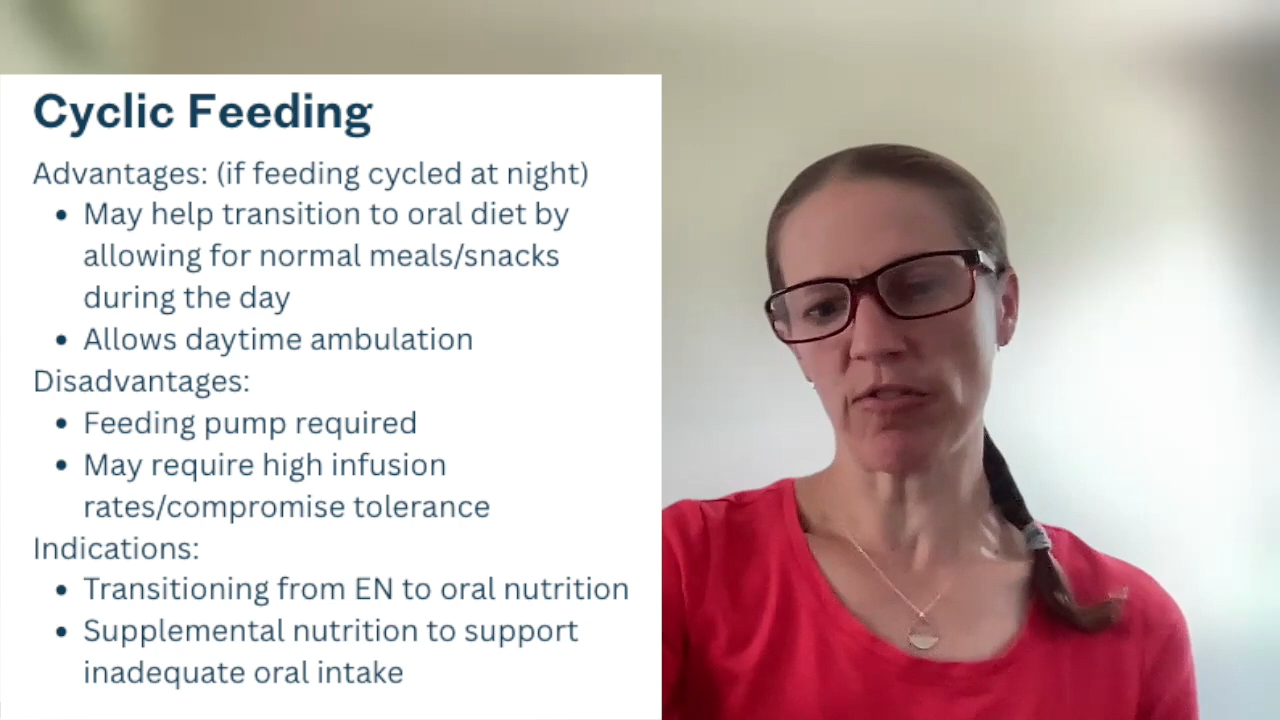 Cyclic Feeding
Advantages: (if feeding cycled at night)
• May help transition to oral diet by
allowing for normal meals/snacks
during the day
• Allows daytime ambulation
Disadvantages:
• Feeding pump required
• May require high infusion
rates/compromise tolerance
Indications:
• Transitioning from EN to oral nutrition
• Supplemental nutrition to support
inadequate oral intake